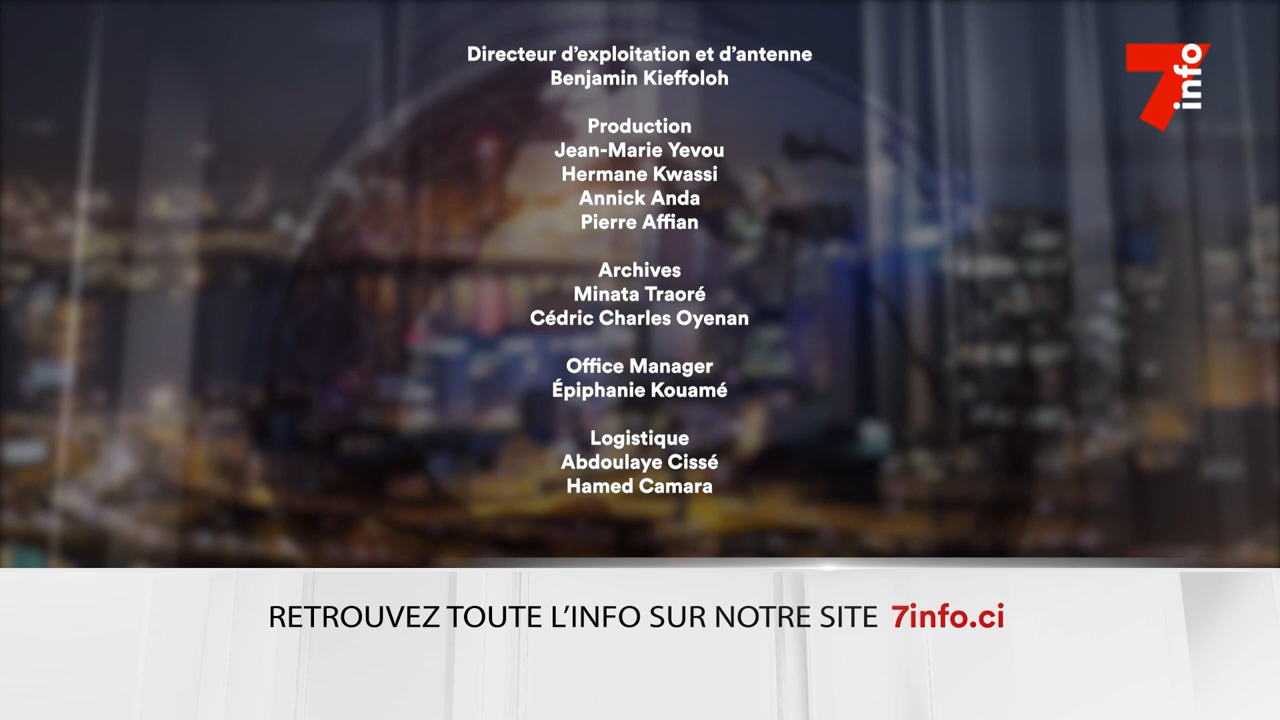 Directeur d’exploitation et d’antenne
Benjamin Kieffoloh
Production
Jean-Marie Yevou
Hermane Kwassi
Annick Anda
Pierre Affian
Archives
Minata Traoré
Cédric Charles Oyenan
Office Manager
Épiphanie Kouamé
Logistique
Abdoulaye Cissé
Hamed Camara
7info
RETROUVEZ TOUTE L’INFO SUR NOTRE SITE 7info.ci